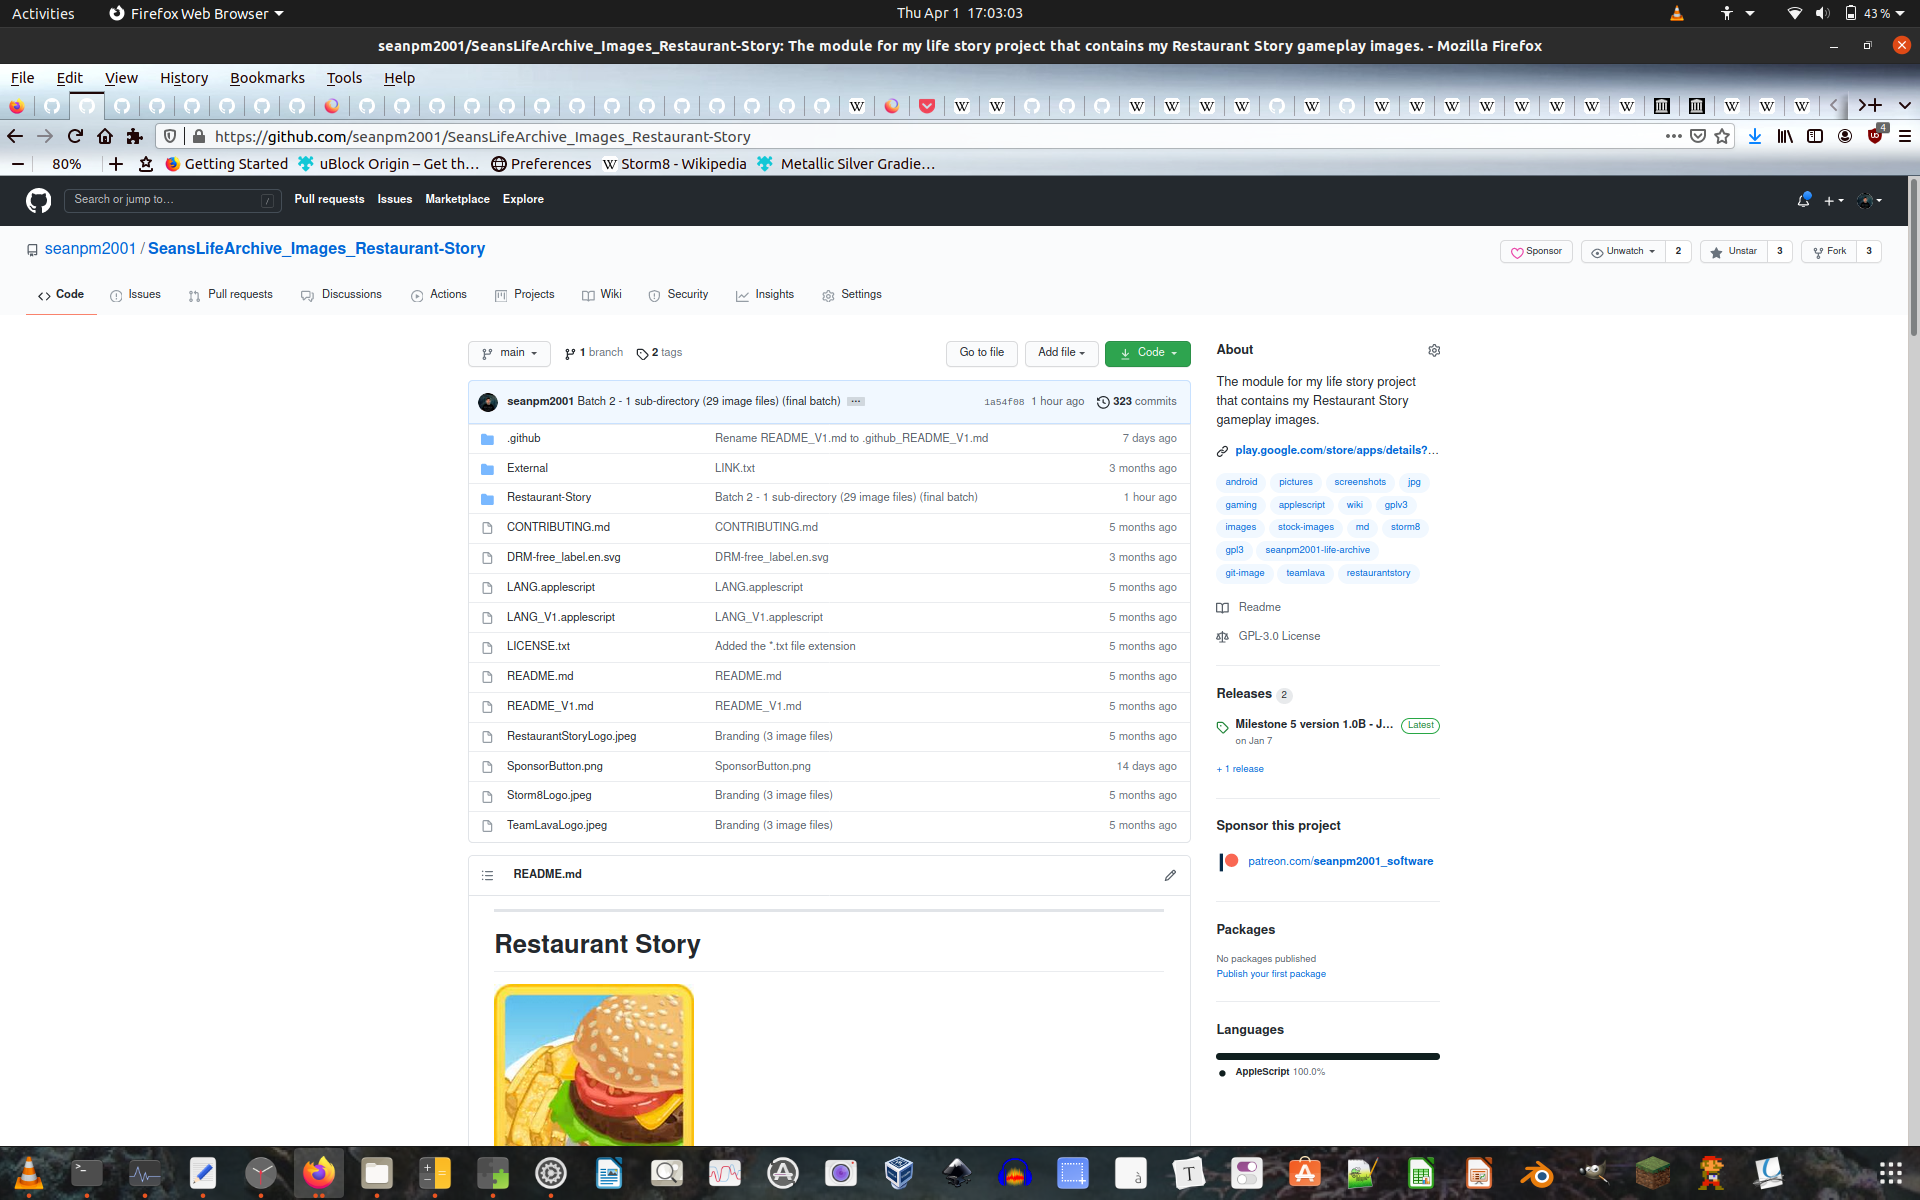 Activities Firefox Web Browser Thu Apr 1 17:03:03 43 %
seanpm2001/SeansLifeArchive_Images_Restaurant-Story: The module for my life story project that contains my Restaurant Story gameplay images. - Mozilla Firefox
File Edit View History Bookmarks Tools Help
https://github.com/seanpm2001/SeansLifeArchive_Images_Restaurant-Story 4
80% Getting Started uBlock Origin – Get th… Preferences Storm8 - Wikipedia Metallic Silver Gradie…
Search or jump to… / Pull requests Issues Marketplace Explore
seanpm2001 / SeansLifeArchive_Images_Restaurant-Story Sponsor Unwatch 2 Unstar 3 Fork 3
Code Issues Pull requests Discussions Actions Projects Wiki Security Insights Settings
main 1 branch 2 tags Go to file Add file Code
seanpm2001 Batch 2 - 1 sub-directory (29 image files) (final batch) ... 1a54f08 1 hour ago 323 commits
.github Rename README_V1.md to .github_README_V1.md 7 days ago
External LINK.txt 3 months ago
Restaurant-Story Batch 2 - 1 sub-directory (29 image files) (final batch) 1 hour ago
CONTRIBUTING.md CONTRIBUTING.md 5 months ago
DRM-free_label.en.svg DRM-free_label.en.svg 3 months ago
LANG.applescript LANG.applescript 5 months ago
LANG_V1.applescript LANG_V1.applescript 5 months ago
LICENSE.txt Added the *.txt file extension 5 months ago
README.md README.md 5 months ago
README_V1.md README_V1.md 5 months ago
RestaurantStoryLogo.jpeg Branding (3 image files) 5 months ago
SponsorButton.png SponsorButton.png 14 days ago
Storm8Logo.jpeg Branding (3 image files) 5 months ago
TeamLavaLogo.jpeg Branding (3 image files) 5 months ago
README.md
Restaurant Story
About
The module for my life story project
that contains my Restaurant Story
gameplay images.
play.google.com/store/apps/details?…
android pictures screenshots jpg
gaming applescript wiki gplv3
images stock-images md storm8
gpl3 seanpm2001-life-archive
git-image teamlava restaurantstory
Readme
GPL-3.0 License
Releases 2
Milestone 5 version 1.0B - J… Latest
on Jan 7
+ 1 release
Sponsor this project
patreon.com/seanpm2001_software
Packages
No packages published
Publish your first package
Languages
AppleScript 100.0%